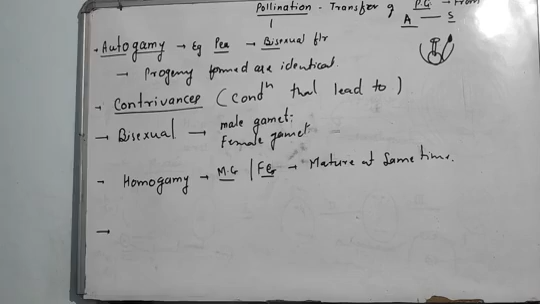 Pollination - Transfer of P.G. → From
A — S
· Autogamy → Eg Pea → Bisexual flr
→ Progeny formed are identical.
- Contrivances (Condⁿ that lead to)
→ Bisexual → male gamet:
Female gamet
- Homogamy → M.G | FG → Mature at Same time.
→